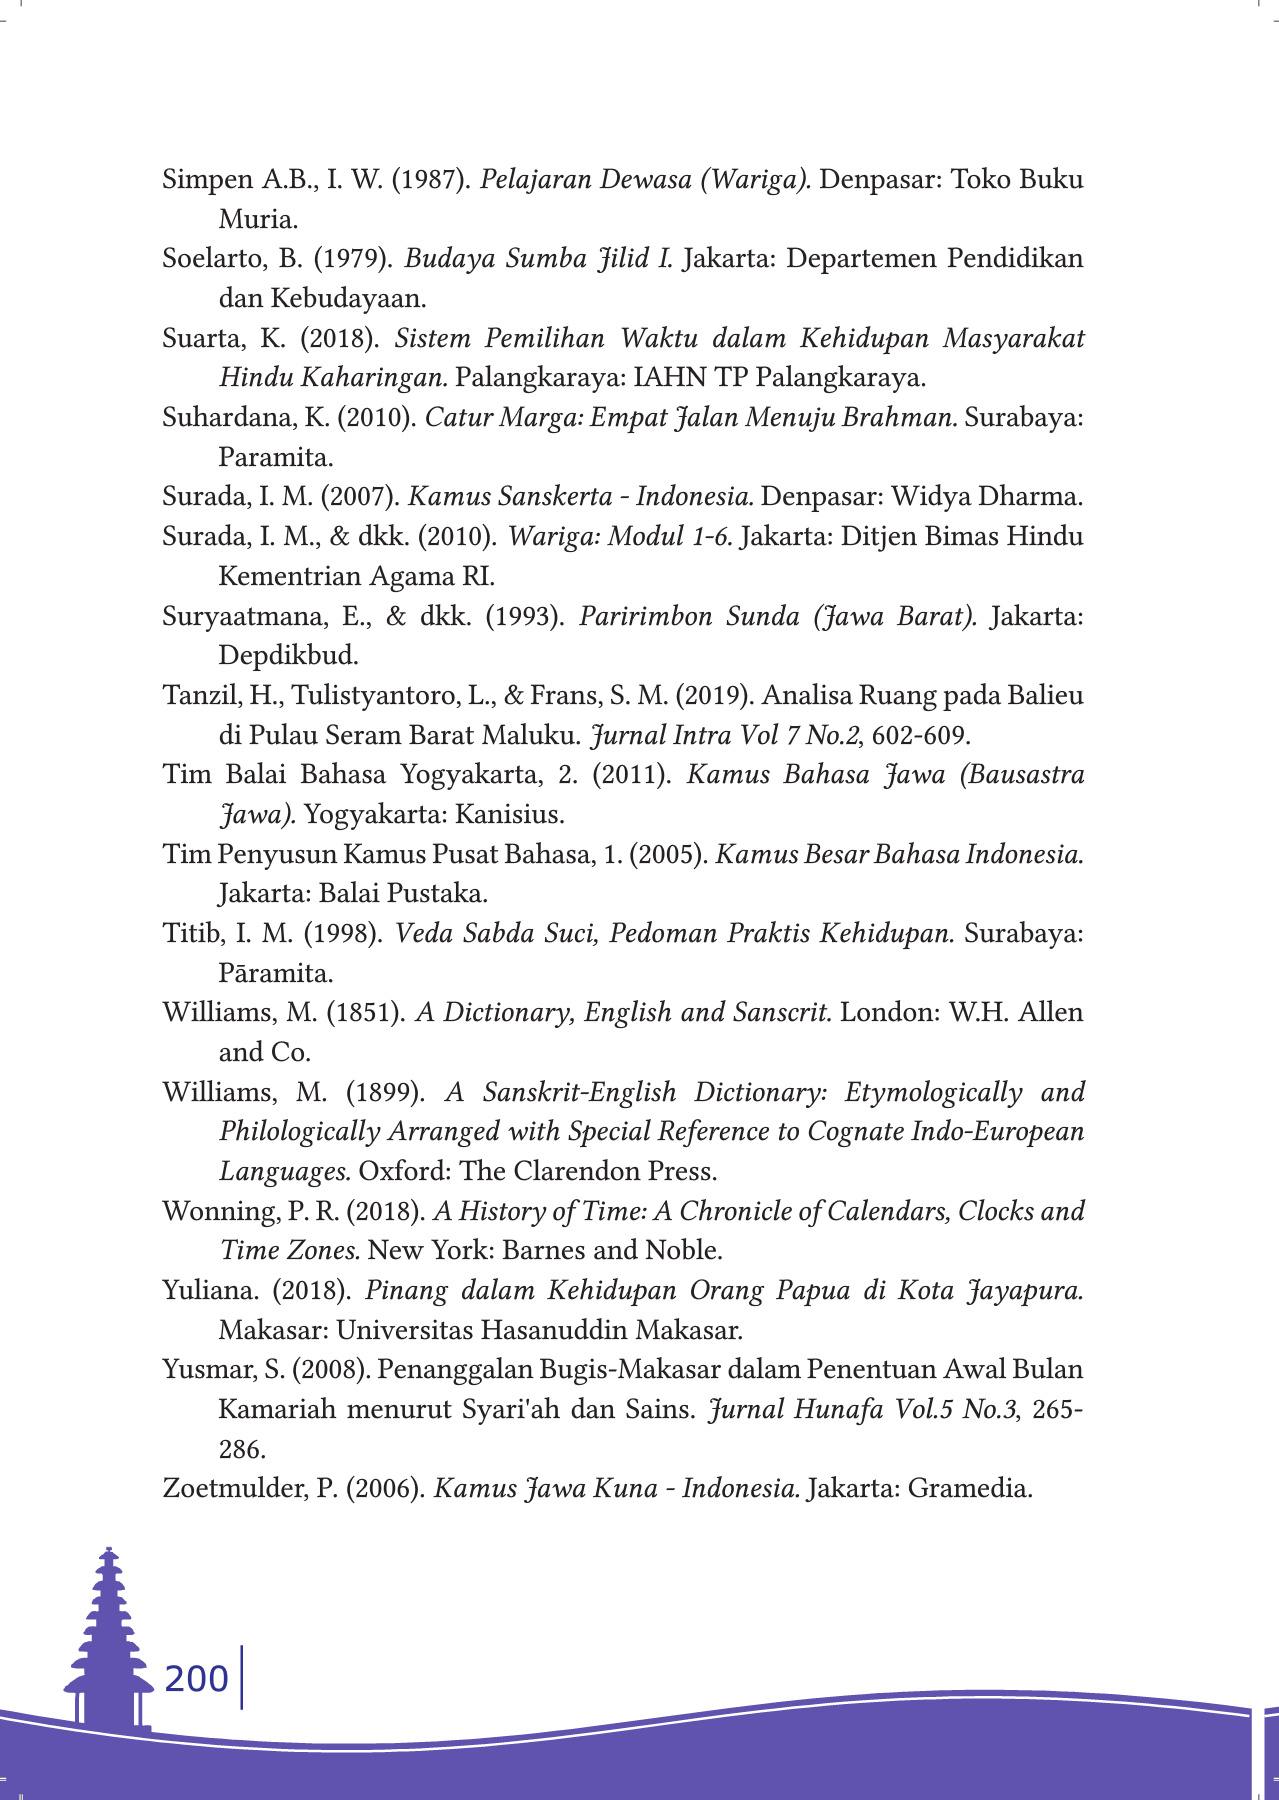 Simpen A.B., I. W. (1987). Pelajaran Dewasa (Wariga). Denpasar: Toko Buku
Muria.
Soelarto, B. (1979). Budaya Sumba Jilid I. Jakarta: Departemen Pendidikan
dan Kebudayaan.
Suarta, K. (2018). Sistem Pemilihan Waktu dalam Kehidupan Masyarakat
Hindu Kaharingan. Palangkaraya: IAHN TP Palangkaraya.
Suhardana, K. (2010). Catur Marga: Empat Jalan Menuju Brahman. Surabaya:
Paramita.
Surada, I. M. (2007). Kamus Sanskerta - Indonesia. Denpasar: Widya Dharma.
Surada, I. M., & dkk. (2010). Wariga: Modul 1-6. Jakarta: Ditjen Bimas Hindu
Kementrian Agama RI.
Suryaatmana, E., & dkk. (1993). Paririmbon Sunda (Jawa Barat). Jakarta:
Depdikbud.
Tanzil, H., Tulistyantoro, L., & Frans, S. M. (2019). Analisa Ruang pada Balieu
di Pulau Seram Barat Maluku. Jurnal Intra Vol 7 No.2, 602-609.
Tim Balai Bahasa Yogyakarta, 2. (2011). Kamus Bahasa Jawa (Bausastra
Jawa). Yogyakarta: Kanisius.
Tim Penyusun Kamus Pusat Bahasa, 1. (2005). Kamus Besar Bahasa Indonesia.
Jakarta: Balai Pustaka.
Titib, I. M. (1998). Veda Sabda Suci, Pedoman Praktis Kehidupan. Surabaya:
Pāramita.
Williams, M. (1851). A Dictionary, English and Sanscrit. London: W.H. Allen
and Co.
Williams, M. (1899). A Sanskrit-English Dictionary: Etymologically and
Philologically Arranged with Special Reference to Cognate Indo-European
Languages. Oxford: The Clarendon Press.
Wonning, P. R. (2018). A History of Time: A Chronicle of Calendars, Clocks and
Time Zones. New York: Barnes and Noble.
Yuliana. (2018). Pinang dalam Kehidupan Orang Papua di Kota Jayapura.
Makasar: Universitas Hasanuddin Makasar.
Yusmar, S. (2008). Penanggalan Bugis-Makasar dalam Penentuan Awal Bulan
Kamariah menurut Syari'ah dan Sains. Jurnal Hunafa Vol.5 No.3, 265-
286.
Zoetmulder, P. (2006). Kamus Jawa Kuna - Indonesia. Jakarta: Gramedia.
200